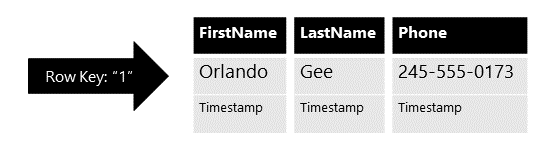 FirstName LastName Phone
Row Key: “1” Orlando Gee 245-555-0173
Timestamp Timestamp Timestamp